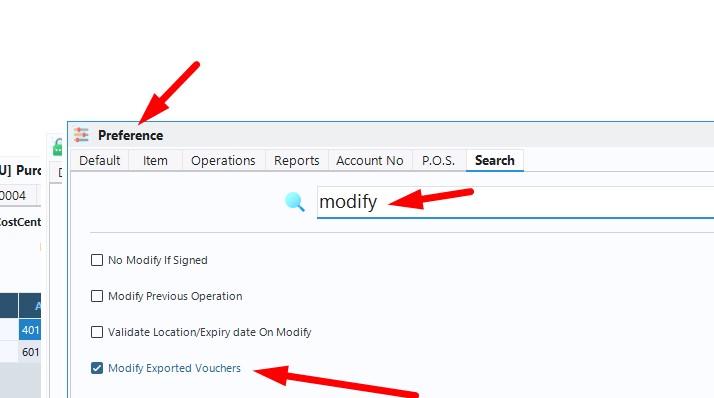 Preference
Default Item Operations Reports Account No P.O.S. Search
U] Purc
0004
modify
CostCent
No Modify If Signed
Modify Previous Operation
A
401
Validate Location/Expiry date On Modify
601
Modify Exported Vouchers